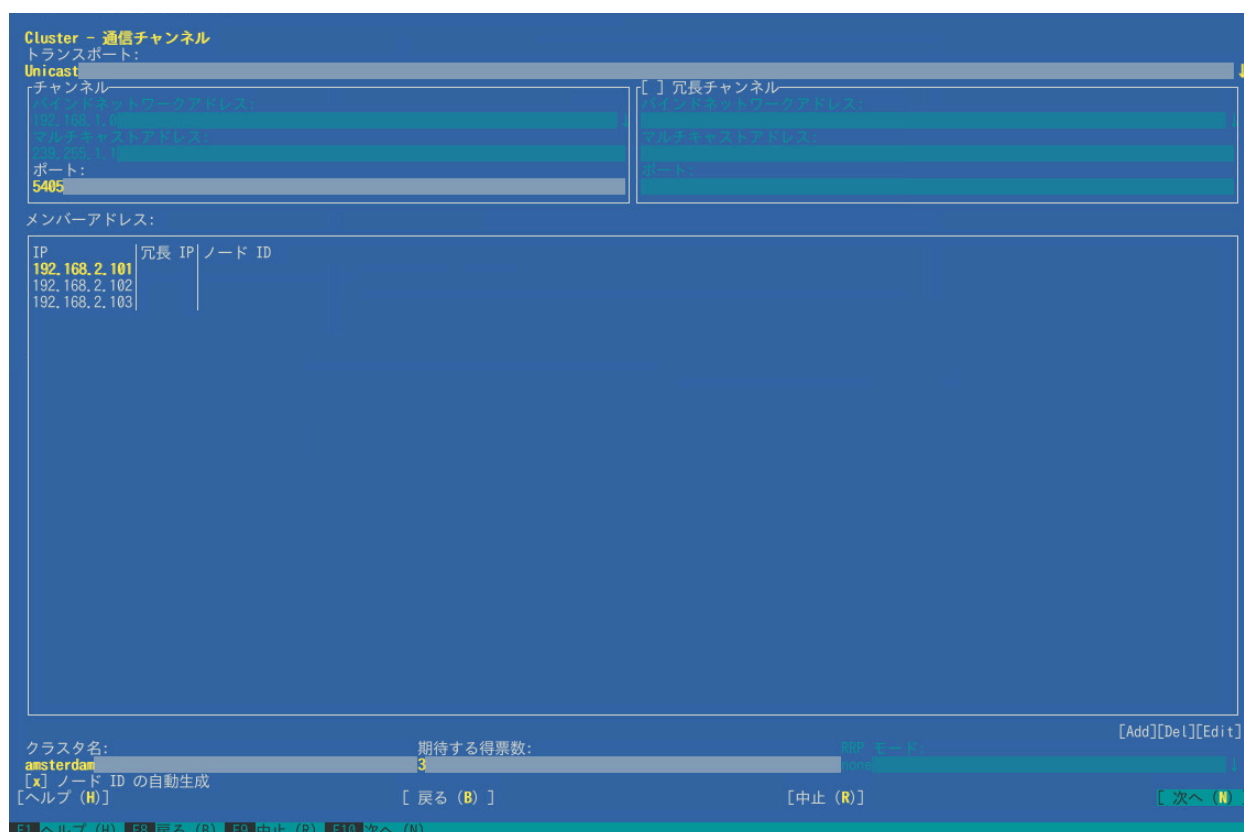 Cluster - 通信チャンネル
トランスポート:
Unicast ↓
チャンネル
バインドネットワークアドレス:
192.168.1.0 ↓
マルチキャストアドレス:
239.255.1.1
ポート:
5405
[ ] 冗長チャンネル
バインドネットワークアドレス:
↓
マルチキャストアドレス:
ポート:
メンバーアドレス:
IP 冗長 IP ノード ID
192.168.2.101
192.168.2.102
192.168.2.103
[Add][Del][Edit]
クラスタ名: 期待する得票数: RRP モード:
amsterdam 3 none ↓
[x] ノード ID の自動生成
[ヘルプ (H)] [ 戻る (B) ] [中止 (R)] [ 次へ (N) ]
F1 ヘルプ (H) F8 戻る (B) F9 中止 (R) F10 次へ (N)